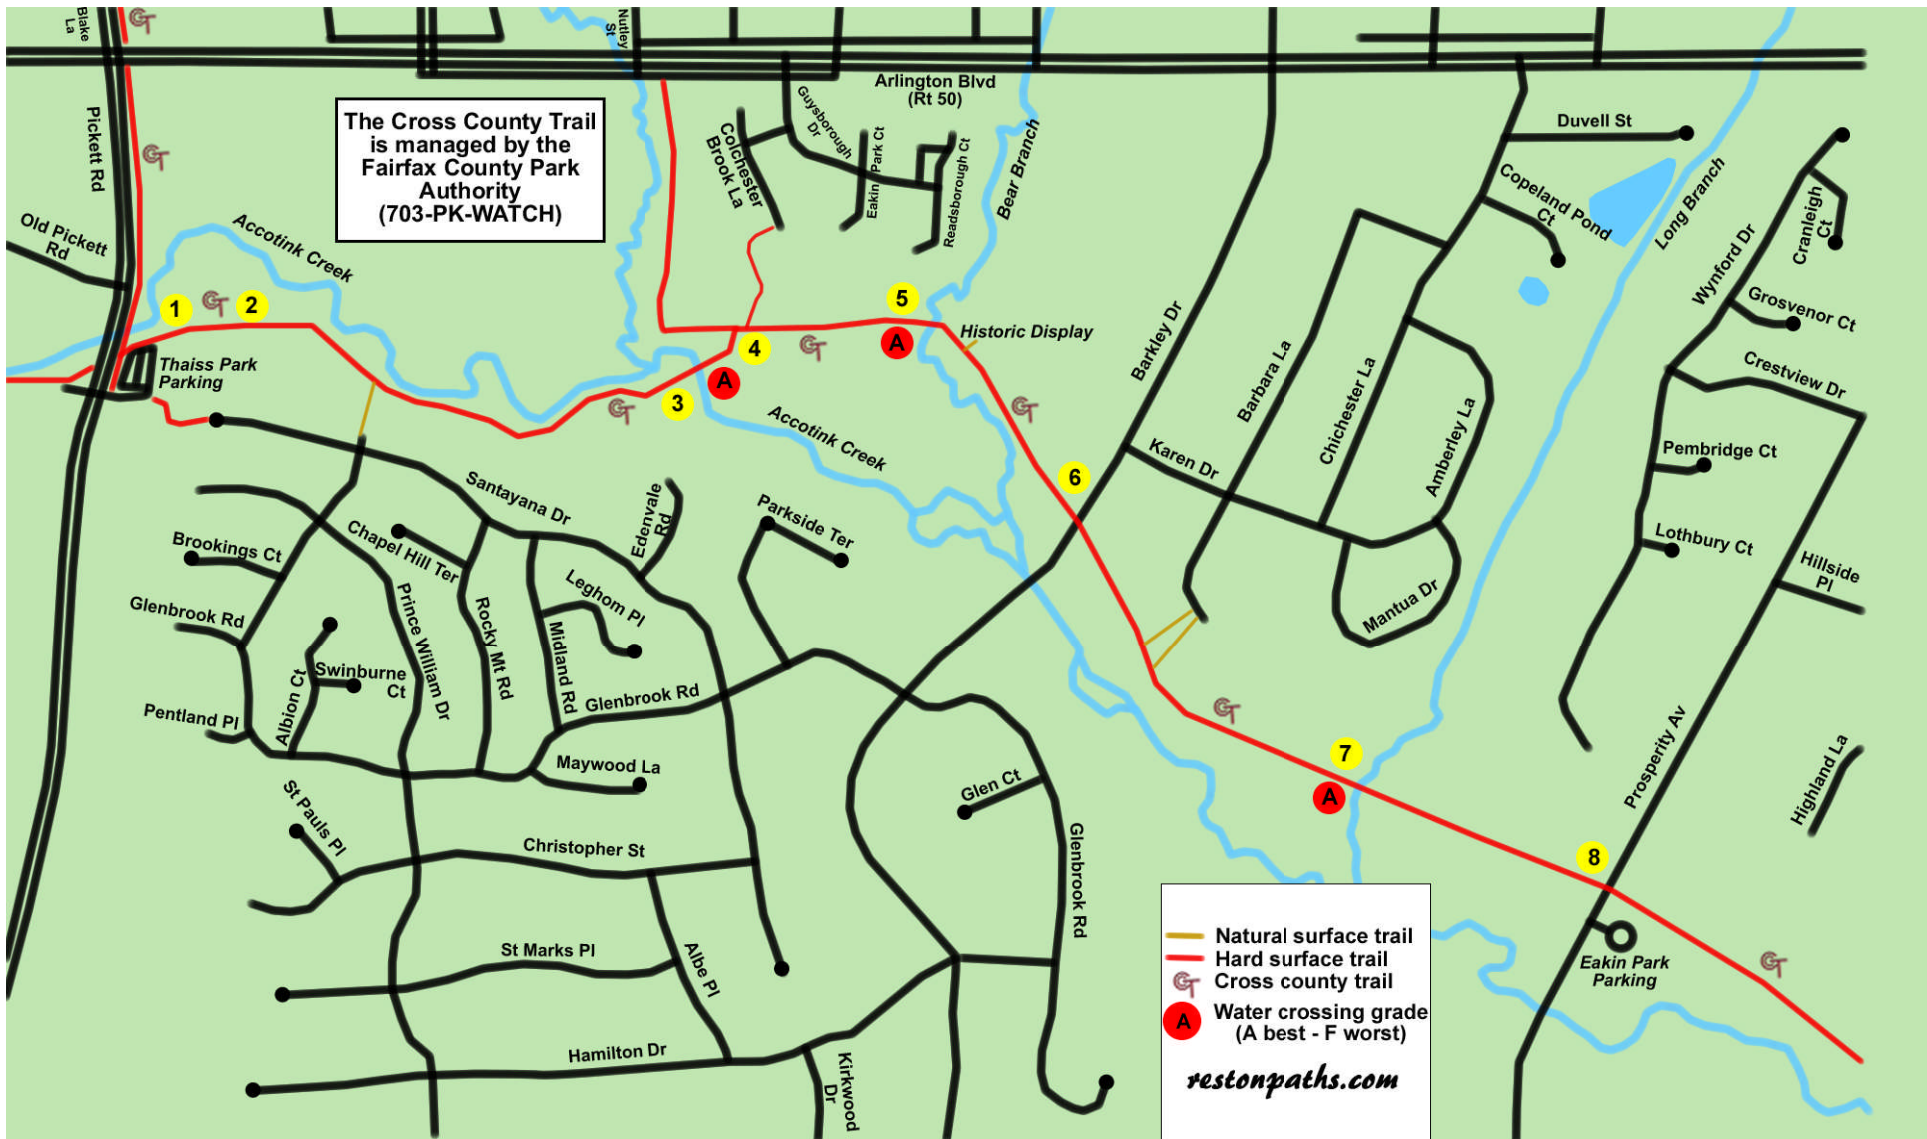 Blake
La
Nutley
St
Arlington Blvd
(Rt 50)
The Cross County Trail
is managed by the
Fairfax County Park
Authority
(703-PK-WATCH)
Pickett Rd
Old Pickett
Rd
Accotink Creek
Guysborough
Dr
Colchester
Brook La
Eakin Park Ct
Readsborough Ct
Bear Branch
Duvell St
Copeland Pond
Ct
Long Branch
Cranleigh
Ct
Wynford Dr
Grosvenor Ct
Crestview Dr
1
2
5
A
Historic Display
4
3
A
Thaiss Park
Parking
Accotink Creek
Barkley Dr
Barbara La
Chichester La
Amberley La
Karen Dr
Pembridge Ct
Lothbury Ct
Hillside
Pl
6
Santayana Dr
Edenvale
Rd
Parkside Ter
Chapel Hill Ter
Brookings Ct
Leghorn Pl
Mantua Dr
Glenbrook Rd
Prince William Dr
Rocky Mt Rd
Midland Rd
Swinburne
Ct
Albion Ct
Glenbrook Rd
Pentland Pl
Maywood La
St Pauls Pl
Glen Ct
7
A
Prosperity Av
Highland La
Christopher St
Glenbrook Rd
8
St Marks Pl
Albe Pl
Eakin Park
Parking
Hamilton Dr
Kirkwood
Dr
Natural surface trail
Hard surface trail
Cross county trail
A
Water crossing grade
(A best - F worst)
restonpaths.com